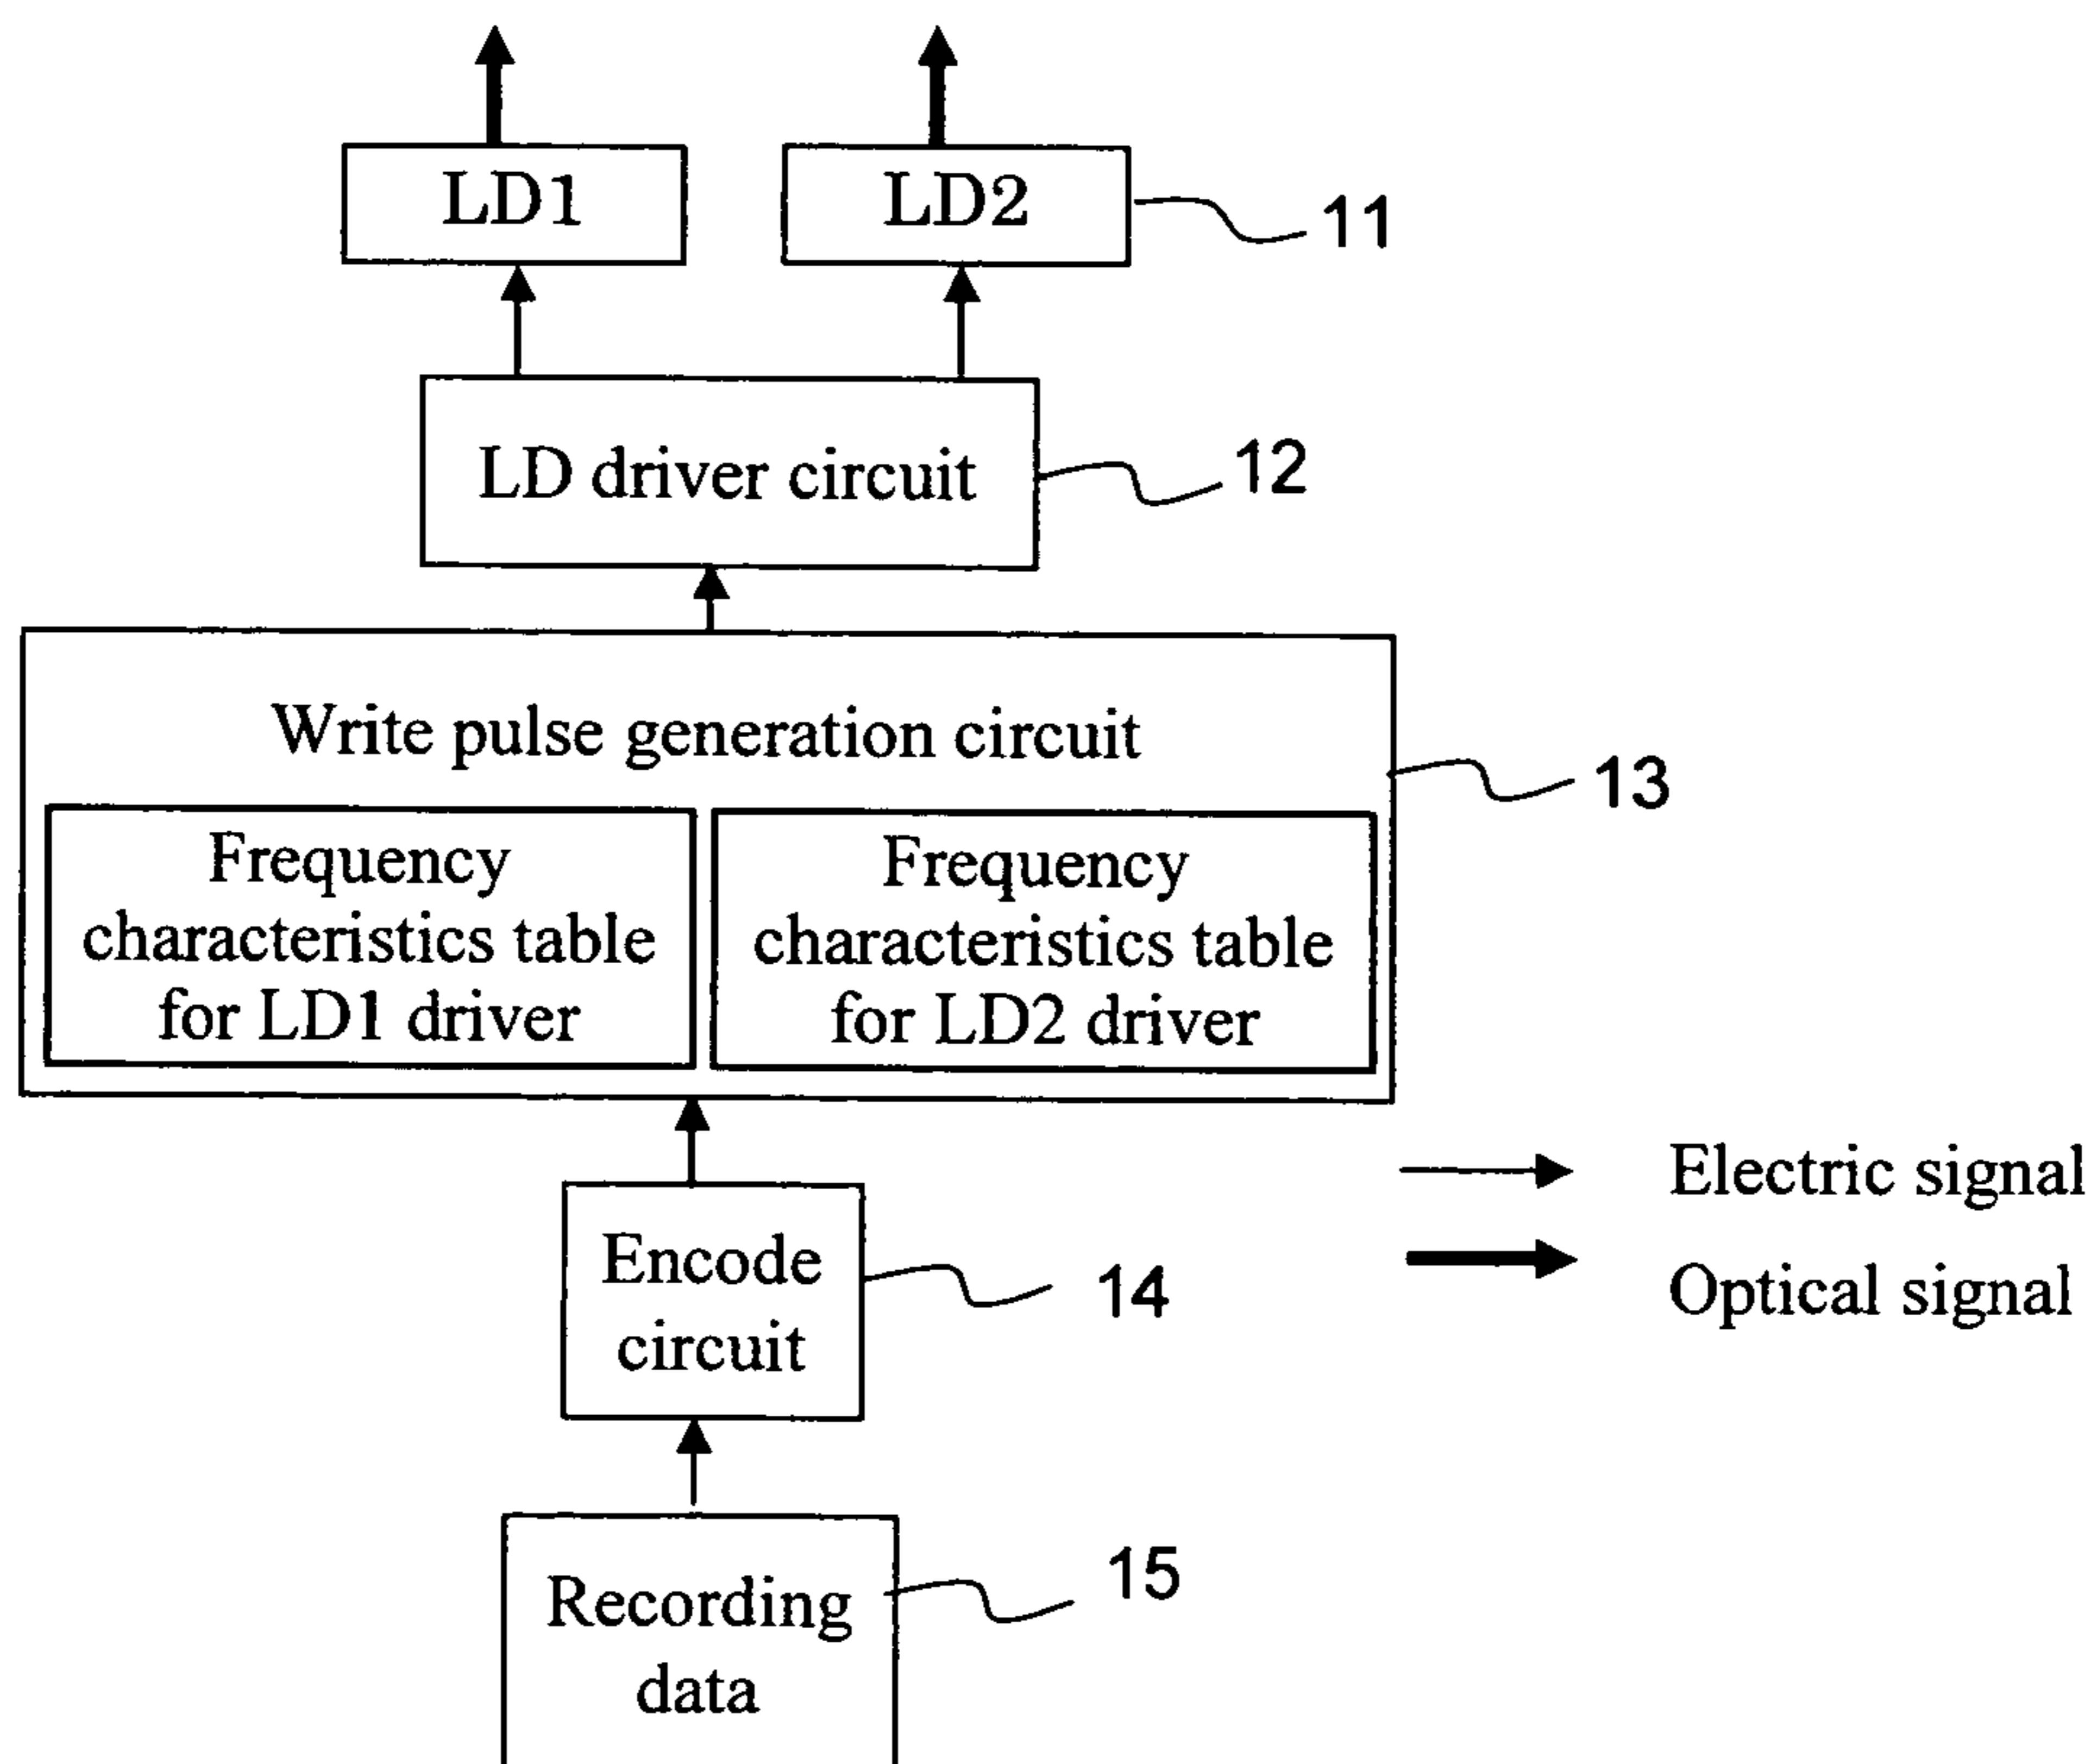 LD1
LD2
11
LD driver circuit
12
Write pulse generation circuit
13
Frequency
characteristics table
for LD1 driver
Frequency
characteristics table
for LD2 driver
Electric signal
Optical signal
Encode
circuit
14
Recording
data
15